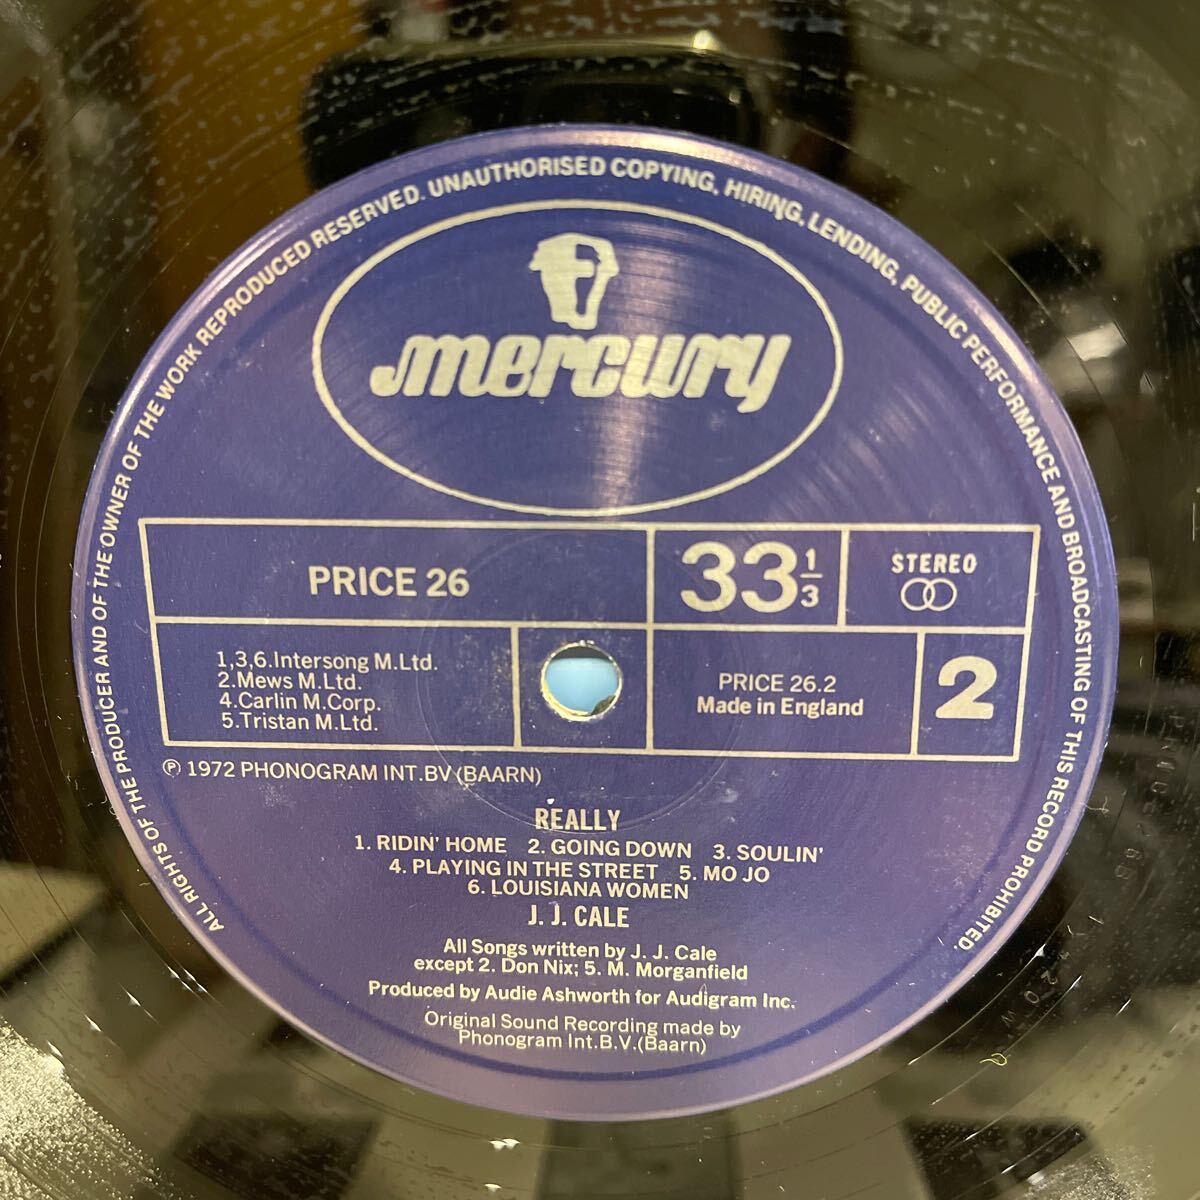 ALL RIGHTS OF THE PRODUCER AND OF THE OWNER OF THE WORK REPRODUCED RESERVED. UNAUTHORISED COPYING, HIRING, LENDING, PUBLIC PERFORMANCE AND BROADCASTING OF THIS RECORD PROHIBITED.
mercury
PRICE 26
33 1/3
STEREO
1,3,6.Intersong M.Ltd.
2.Mews M.Ltd.
4.Carlin M.Corp.
5.Tristan M.Ltd.
PRICE 26.2
Made in England
2
℗ 1972 PHONOGRAM INT.BV (BAARN)
REALLY
1. RIDIN' HOME 2. GOING DOWN 3. SOULIN'
4. PLAYING IN THE STREET 5. MO JO
6. LOUISIANA WOMEN
J. J. CALE
All Songs written by J. J. Cale
except 2. Don Nix; 5. M. Morganfield
Produced by Audie Ashworth for Audigram Inc.
Original Sound Recording made by
Phonogram Int.B.V.(Baarn)